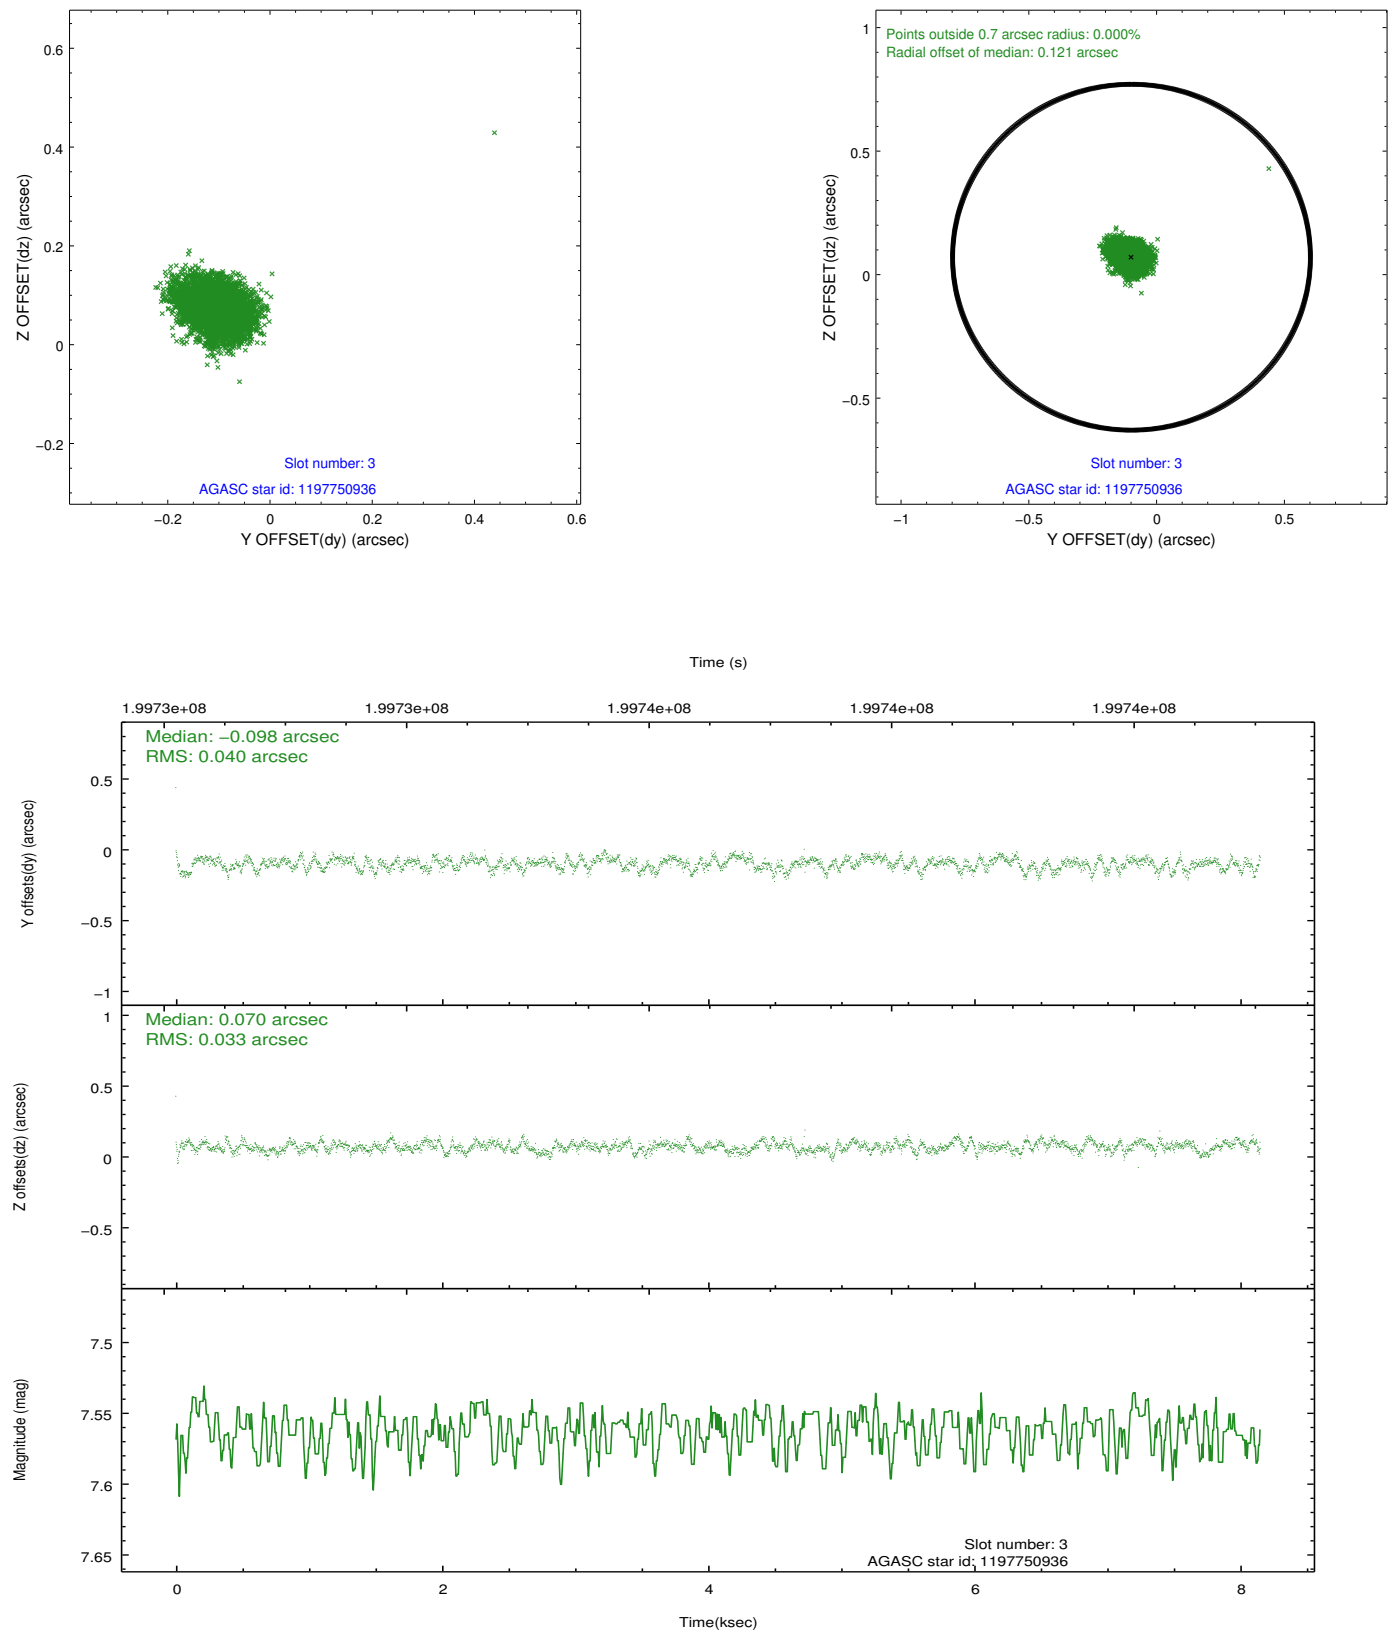 0.6
0.4
0.2
0
−0.2
Z OFFSET(dz) (arcsec)
Slot number: 3
AGASC star id: 1197750936
−0.2 0 0.2 0.4 0.6
Y OFFSET(dy) (arcsec)
Points outside 0.7 arcsec radius: 0.000%
Radial offset of median: 0.121 arcsec
1
0.5
0
−0.5
Z OFFSET(dz) (arcsec)
Slot number: 3
AGASC star id: 1197750936
−1 −0.5 0 0.5
Y OFFSET(dy) (arcsec)
Time (s)
1.9973e+08 1.9973e+08 1.9974e+08 1.9974e+08 1.9974e+08
Median: −0.098 arcsec
RMS: 0.040 arcsec
0.5
0
−0.5
−1
Y offsets(dy) (arcsec)
Median: 0.070 arcsec
RMS: 0.033 arcsec
1
0.5
0
−0.5
Z offsets(dz) (arcsec)
7.5
7.55
7.6
7.65
Magnitude (mag)
Slot number: 3
AGASC star id: 1197750936
0 2 4 6 8
Time(ksec)